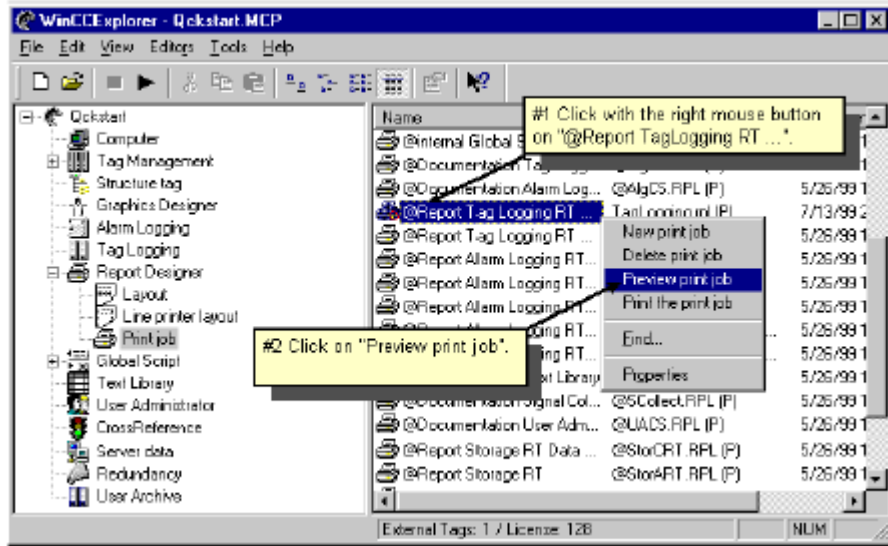 WinCCExplorer - Qckstart.MCP
File Edit View Editors Tools Help
Qckstart
Computer
Tag Management
Structure tag
Graphics Designer
Alarm Logging
Tag Logging
Report Designer
Layout
Line printer layout
Print job
Global Script
Text Library
User Administrator
CrossReference
Server data
Redundancy
User Archive
Name
#1 Click with the right mouse button
on "@Report TagLogging RT ...".
@internal Global S
@Documentation Tag
@Documentation Alarm Log... @AlgCS.RPL (P) 5/26/99 1
@Report Tag Logging RT ... TagLogging.rpl (P) 7/13/99 2
@Report Tag Logging RT ... 5/26/99 1
@Report Alarm Logging RT... 5/26/99 1
@Report Alarm Logging RT... 5/26/99 1
@Report Alarm Logging RT... 5/26/99 1
ging RT... 5/26/99 1
ging RT... 5/26/99 1
xt Library 5/26/99 1
@Documentation Signal Col... @SCollect.RPL (P) 5/26/99 1
@Documentation User Adm... @UACS.RPL (P) 5/26/99 1
@Report Storage RT Data ... @StorCRT.RPL (P) 5/26/99 1
@Report Storage RT @StorART.RPL (P) 5/26/99 1
New print job
Delete print job
Preview print job
Print the print job
Find...
Properties
#2 Click on "Preview print job".
External Tags: 1 / License: 128 NUM